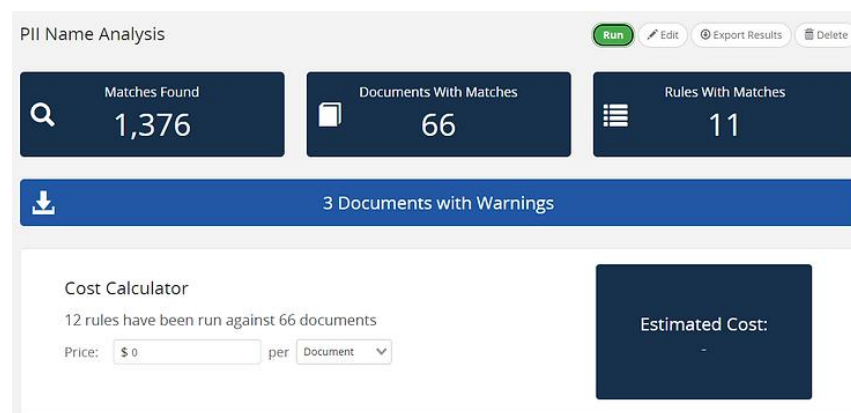 PII Name Analysis
Run Edit Export Results Delete
Matches Found
1,376
Documents With Matches
66
Rules With Matches
11
3 Documents with Warnings
Cost Calculator
12 rules have been run against 66 documents
Price: $ 0 per Document
Estimated Cost:
-